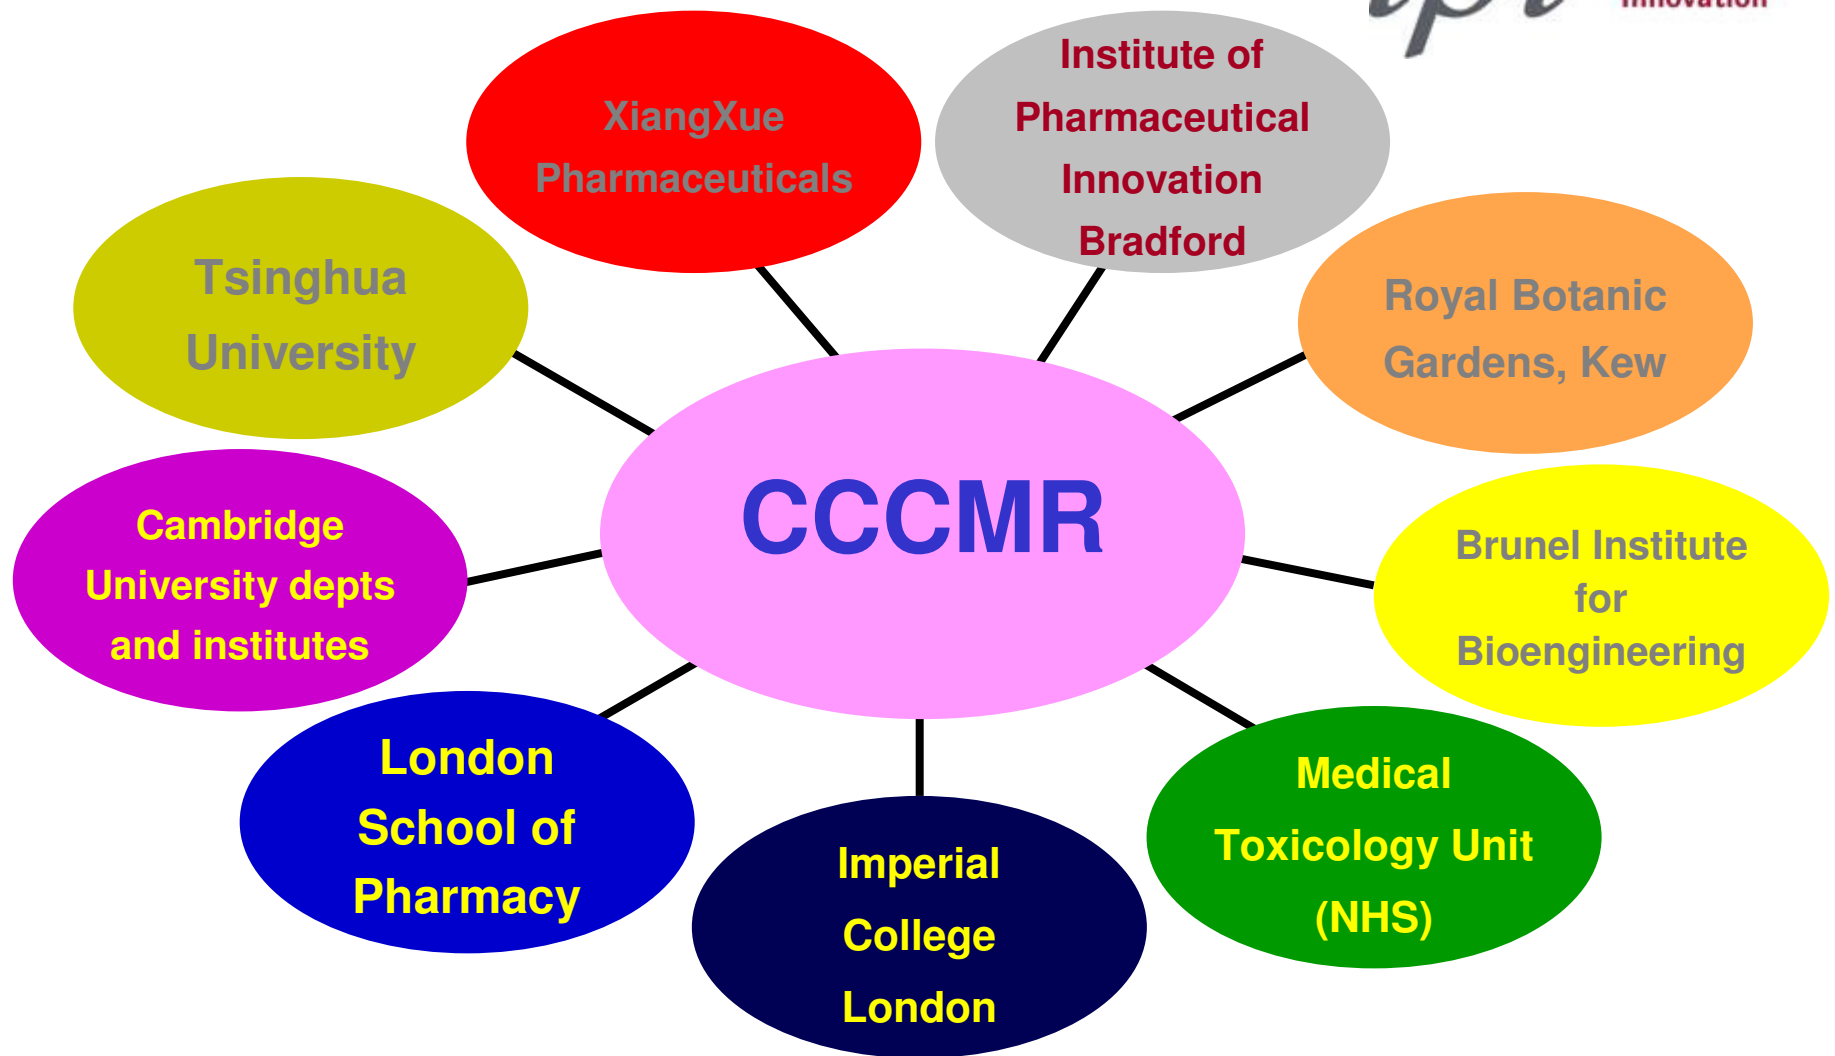 Innovation
XiangXue
Pharmaceuticals
Institute of
Pharmaceutical
Innovation
Bradford
Tsinghua
University
Royal Botanic
Gardens, Kew
CCCMR
Cambridge
University depts
and institutes
Brunel Institute
for
Bioengineering
London
School of
Pharmacy
Imperial
College
London
Medical
Toxicology Unit
(NHS)